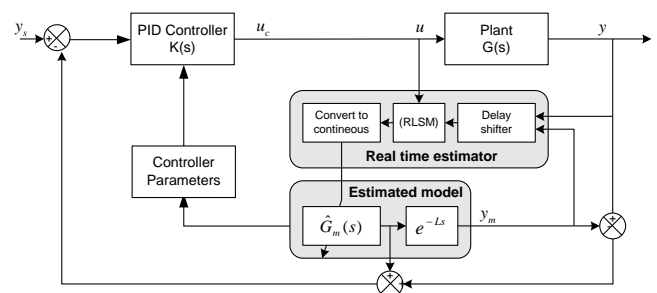 y_s
+
-
PID Controller
K(s)
u_c
u
Plant
G(s)
y
Convert to
contineous
(RLSM)
Delay
shifter
Real time estimator
Controller
Parameters
Estimated model
Ĝ_m(s)
e^{-Ls}
y_m
+
-
+
+